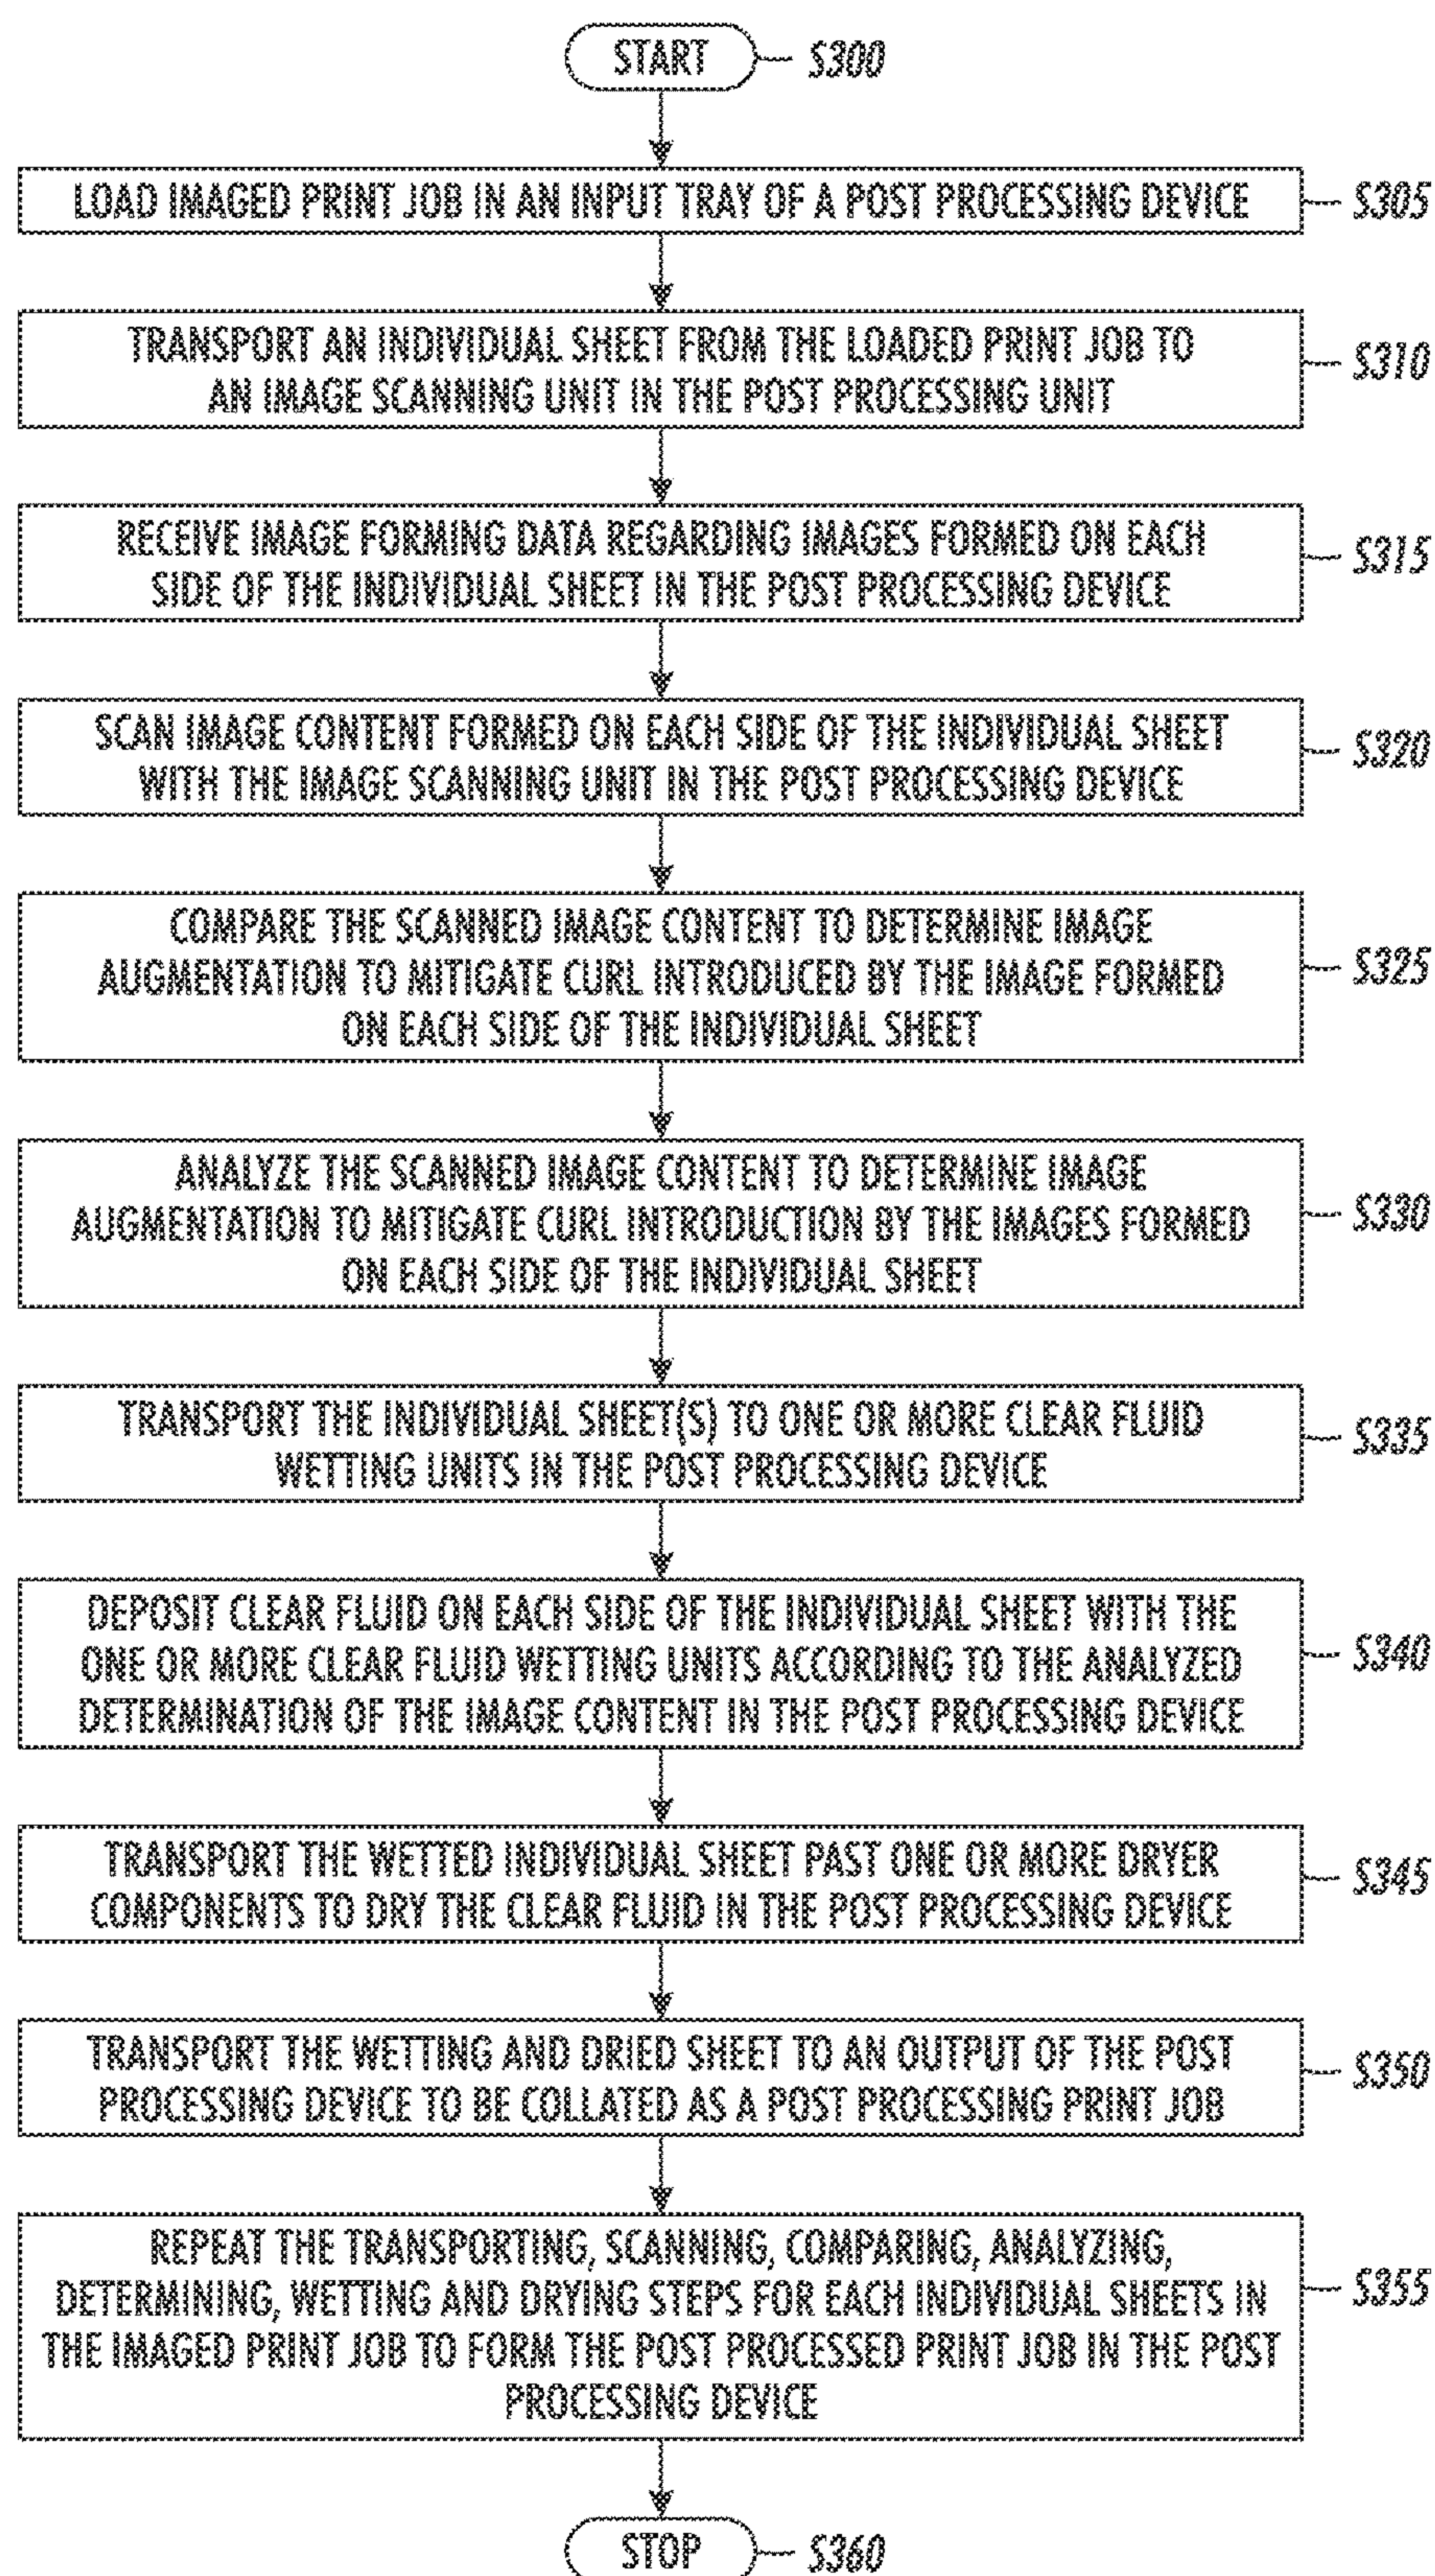 START
S300
LOAD IMAGED PRINT JOB IN AN INPUT TRAY OF A POST PROCESSING DEVICE
S305
TRANSPORT AN INDIVIDUAL SHEET FROM THE LOADED PRINT JOB TO
AN IMAGE SCANNING UNIT IN THE POST PROCESSING UNIT
S310
RECEIVE IMAGE FORMING DATA REGARDING IMAGES FORMED ON EACH
SIDE OF THE INDIVIDUAL SHEET IN THE POST PROCESSING DEVICE
S315
SCAN IMAGE CONTENT FORMED ON EACH SIDE OF THE INDIVIDUAL SHEET
WITH THE IMAGE SCANNING UNIT IN THE POST PROCESSING DEVICE
S320
COMPARE THE SCANNED IMAGE CONTENT TO DETERMINE IMAGE
AUGMENTATION TO MITIGATE CURL INTRODUCED BY THE IMAGE FORMED
ON EACH SIDE OF THE INDIVIDUAL SHEET
S325
ANALYZE THE SCANNED IMAGE CONTENT TO DETERMINE IMAGE
AUGMENTATION TO MITIGATE CURL INTRODUCTION BY THE IMAGES FORMED
ON EACH SIDE OF THE INDIVIDUAL SHEET
S330
TRANSPORT THE INDIVIDUAL SHEET(S) TO ONE OR MORE CLEAR FLUID
WETTING UNITS IN THE POST PROCESSING DEVICE
S335
DEPOSIT CLEAR FLUID ON EACH SIDE OF THE INDIVIDUAL SHEET WITH THE
ONE OR MORE CLEAR FLUID WETTING UNITS ACCORDING TO THE ANALYZED
DETERMINATION OF THE IMAGE CONTENT IN THE POST PROCESSING DEVICE
S340
TRANSPORT THE WETTED INDIVIDUAL SHEET PAST ONE OR MORE DRYER
COMPONENTS TO DRY THE CLEAR FLUID IN THE POST PROCESSING DEVICE
S345
TRANSPORT THE WETTING AND DRIED SHEET TO AN OUTPUT OF THE POST
PROCESSING DEVICE TO BE COLLATED AS A POST PROCESSING PRINT JOB
S350
REPEAT THE TRANSPORTING, SCANNING, COMPARING, ANALYZING,
DETERMINING, WETTING AND DRYING STEPS FOR EACH INDIVIDUAL SHEETS IN
THE IMAGED PRINT JOB TO FORM THE POST PROCESSED PRINT JOB IN THE POST
PROCESSING DEVICE
S355
STOP
S360